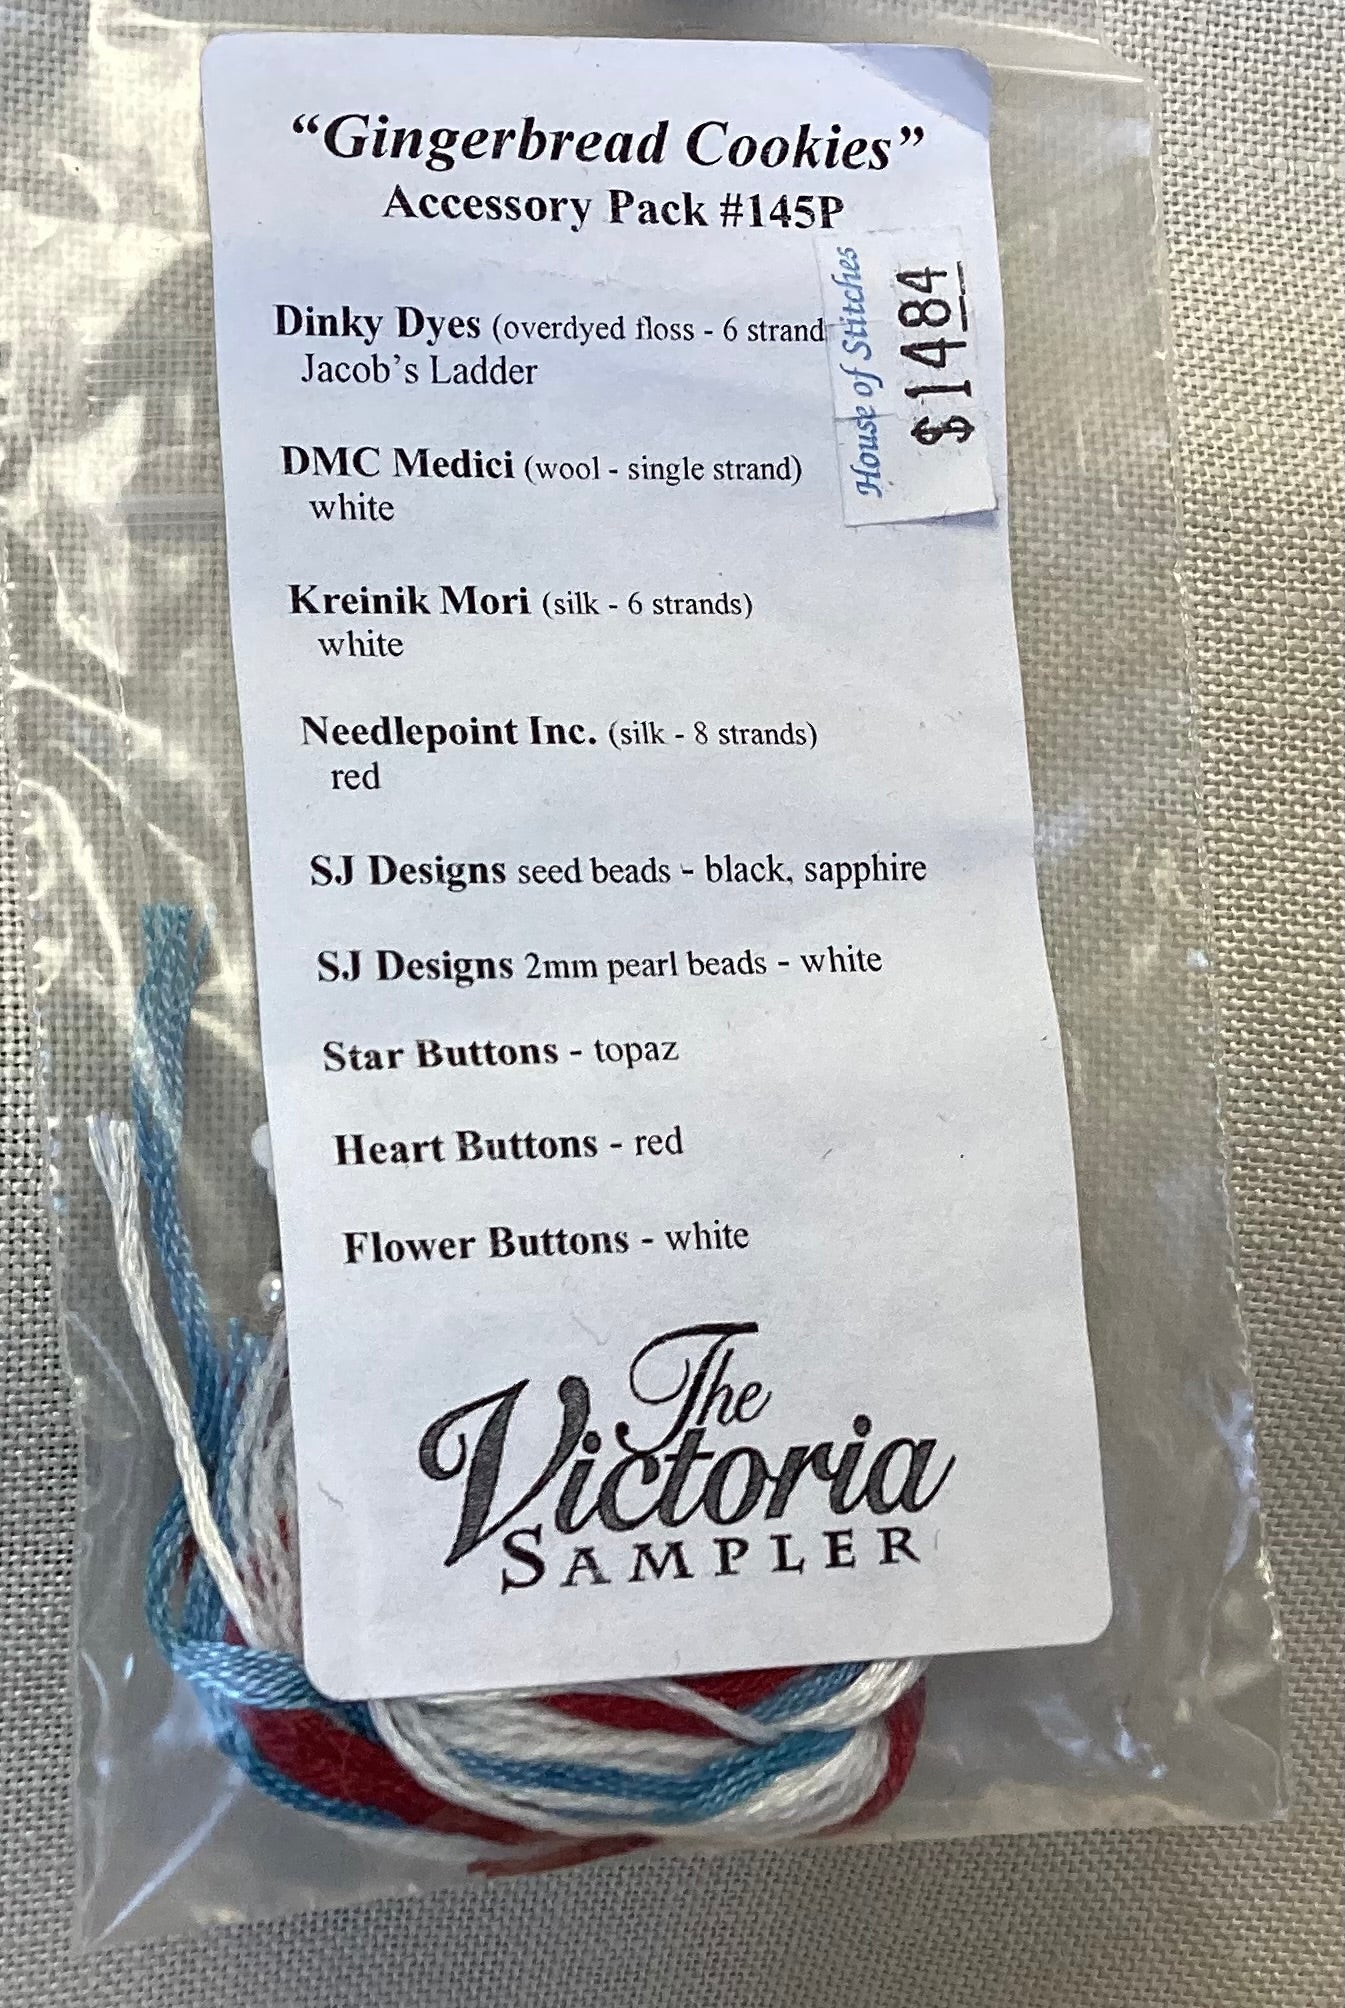 “Gingerbread Cookies”
Accessory Pack #145P
Dinky Dyes (overdyed floss - 6 strand
Jacob’s Ladder
DMC Medici (wool - single strand)
white
Kreinik Mori (silk - 6 strands)
white
Needlepoint Inc. (silk - 8 strands)
red
SJ Designs seed beads - black, sapphire
SJ Designs 2mm pearl beads - white
Star Buttons - topaz
Heart Buttons - red
Flower Buttons - white
The
Victoria
SAMPLER
House of Stitches
$1484